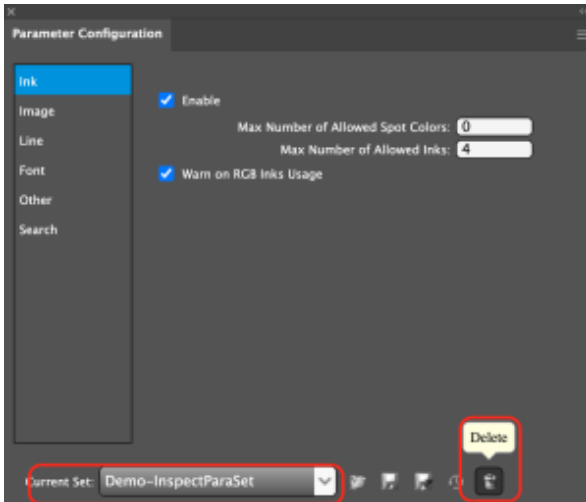 Parameter Configuration
Ink
Image
Line
Font
Other
Search
Enable
Max Number of Allowed Spot Colors: 0
Max Number of Allowed Inks: 4
Warn on RGB Inks Usage
Delete
Current Set: Demo-InspectParaSet